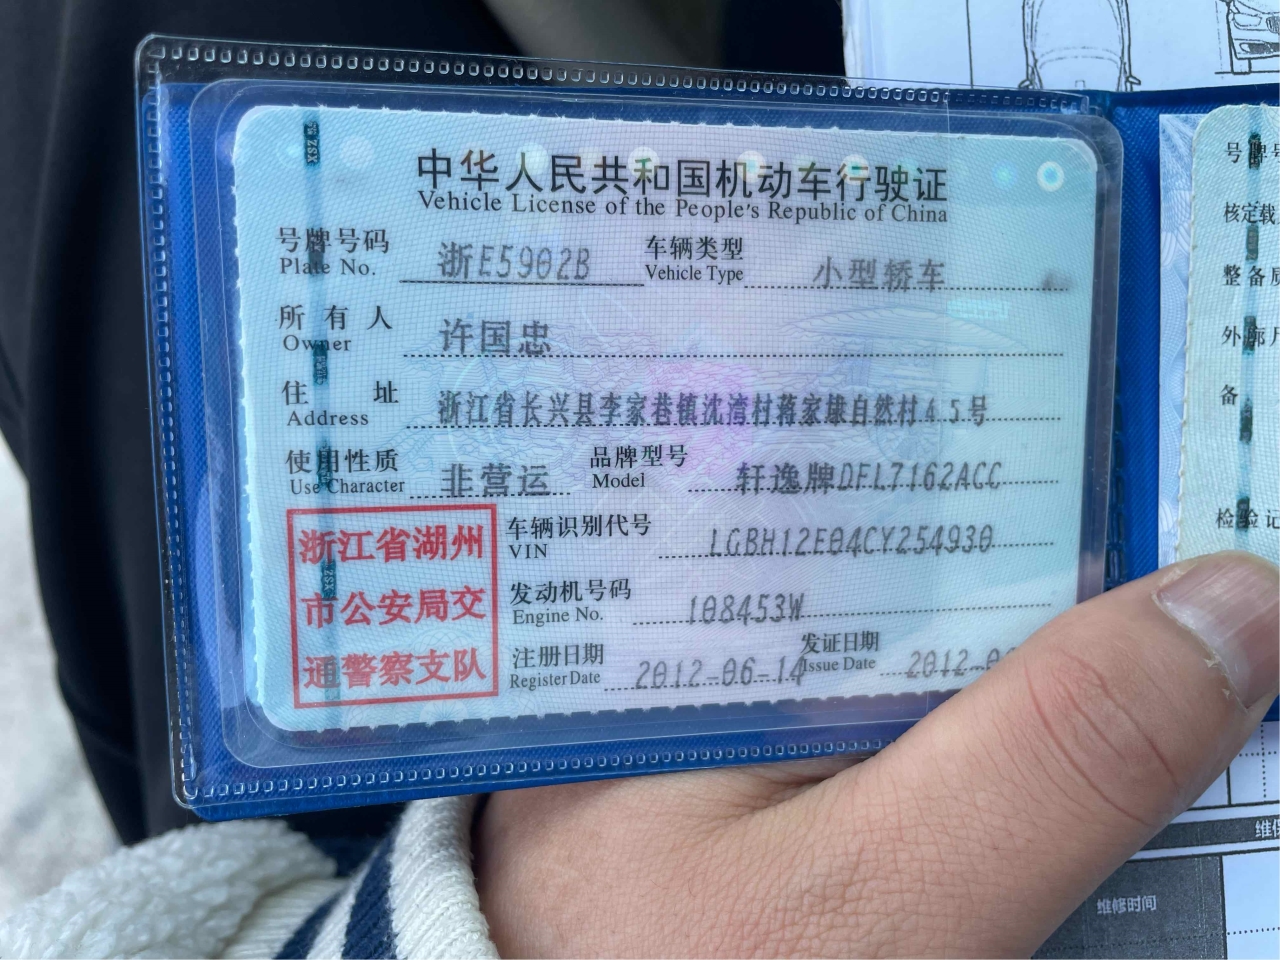 中华人民共和国机动车行驶证
Vehicle License of the People's Republic of China
号牌号码 浙E5902B 车辆类型 小型轿车
Plate No. Vehicle Type
所有人 许国忠
Owner
住址 浙江省长兴县李家巷镇沈湾村蒋家埭自然村45号
Address
使用性质 非营运 品牌型号 轩逸牌DFL7162ACC
Use Character Model
浙江省湖州
市公安局交
通警察支队
车辆识别代号 LGBH12E04CY254930
VIN
发动机号码 108453W
Engine No.
注册日期 2012-06-14 发证日期 2012-0
Register Date Issue Date
号牌号
核定载
整备质
外廓尺
备
检验记
维保
维修时间
XSZ
XSZ